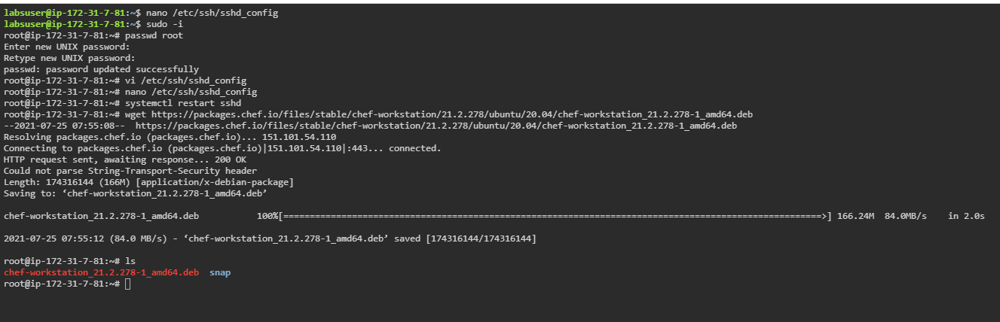 labsuser@ip-172-31-7-81:~$ nano /etc/ssh/sshd_config
labsuser@ip-172-31-7-81:~$ sudo -i
root@ip-172-31-7-81:~# passwd root
Enter new UNIX password:
Retype new UNIX password:
passwd: password updated successfully
root@ip-172-31-7-81:~# vi /etc/ssh/sshd_config
root@ip-172-31-7-81:~# nano /etc/ssh/sshd_config
root@ip-172-31-7-81:~# systemctl restart sshd
root@ip-172-31-7-81:~# wget https://packages.chef.io/files/stable/chef-workstation/21.2.278/ubuntu/20.04/chef-workstation_21.2.278-1_amd64.deb
--2021-07-25 07:55:08--  https://packages.chef.io/files/stable/chef-workstation/21.2.278/ubuntu/20.04/chef-workstation_21.2.278-1_amd64.deb
Resolving packages.chef.io (packages.chef.io)... 151.101.54.110
Connecting to packages.chef.io (packages.chef.io)|151.101.54.110|:443... connected.
HTTP request sent, awaiting response... 200 OK
Could not parse String-Transport-Security header
Length: 174316144 (166M) [application/x-debian-package]
Saving to: ‘chef-workstation_21.2.278-1_amd64.deb’
chef-workstation_21.2.278-1_amd64.deb 100%[======================================================================================================>] 166.24M  84.0MB/s    in 2.0s
2021-07-25 07:55:12 (84.0 MB/s) - ‘chef-workstation_21.2.278-1_amd64.deb’ saved [174316144/174316144]
root@ip-172-31-7-81:~# ls
chef-workstation_21.2.278-1_amd64.deb  snap
root@ip-172-31-7-81:~#